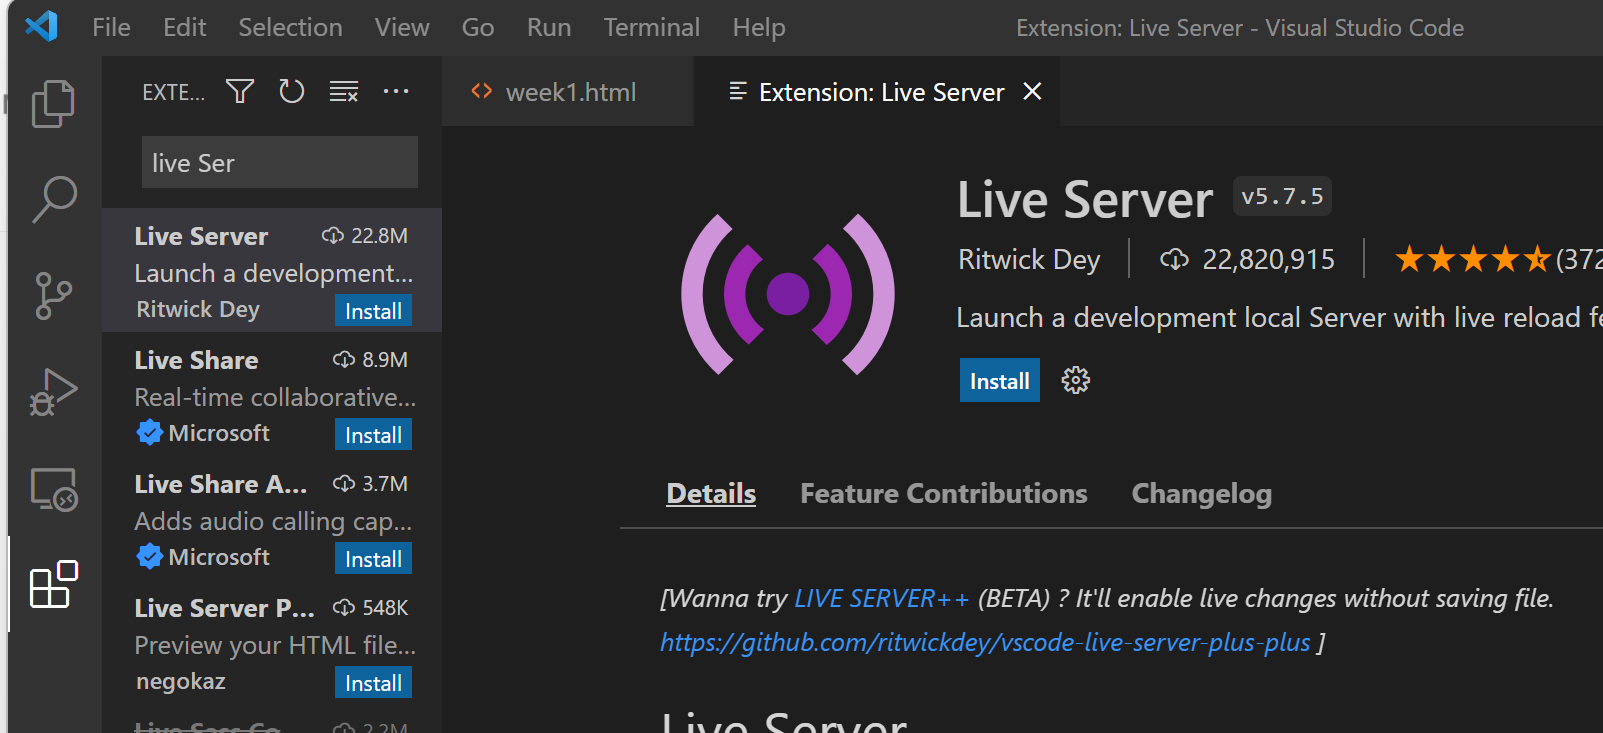 File Edit Selection View Go Run Terminal Help Extension: Live Server - Visual Studio Code
EXTE...
live Ser
Live Server 22.8M
Launch a development...
Ritwick Dey Install
Live Share 8.9M
Real-time collaborative...
Microsoft Install
Live Share A... 3.7M
Adds audio calling cap...
Microsoft Install
Live Server P... 548K
Preview your HTML file...
negokaz Install
Live Sass Co 2.2M
week1.html Extension: Live Server
Live Server v5.7.5
Ritwick Dey 22,820,915 (372
Launch a development local Server with live reload fe
Install
Details Feature Contributions Changelog
[Wanna try LIVE SERVER++ (BETA) ? It'll enable live changes without saving file.
https://github.com/ritwickdey/vscode-live-server-plus-plus ]
Live Server